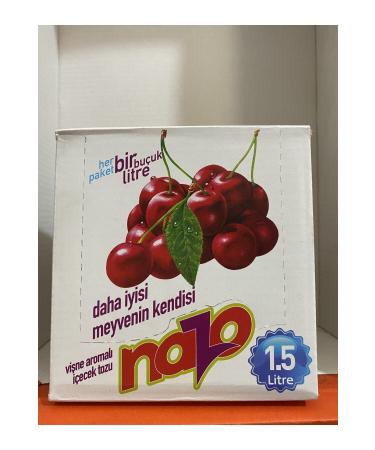 her bir buçuk
paket litre
daha iyisi
meyvenin kendisi
vişne aromalı
içecek tozu
nazo
1.5
Litre